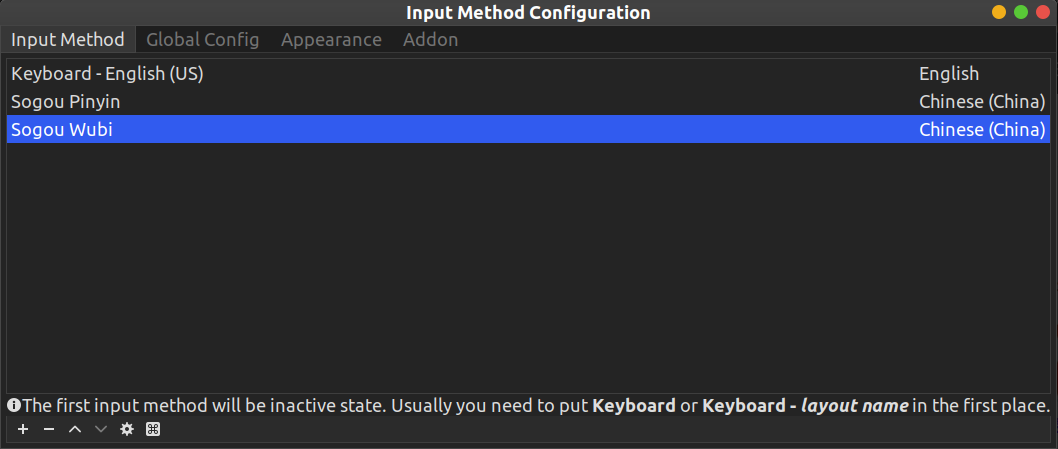 Input Method Configuration
Input Method Global Config Appearance Addon
Keyboard - English (US) English
Sogou Pinyin Chinese (China)
Sogou Wubi Chinese (China)
The first input method will be inactive state. Usually you need to put Keyboard or Keyboard - layout name in the first place.